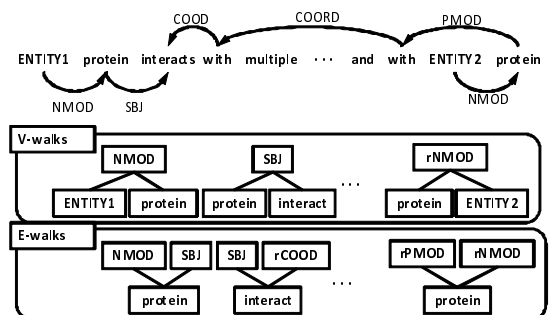 COOD COORD PMOD
ENTITY1 protein interacts with multiple ··· and with ENTITY2 protein
NMOD SBJ NMOD
V-walks
NMOD SBJ rNMOD
ENTITY1 protein protein interact ··· protein ENTITY2
E-walks
NMOD SBJ SBJ rCOOD rPMOD rNMOD
protein interact ··· protein